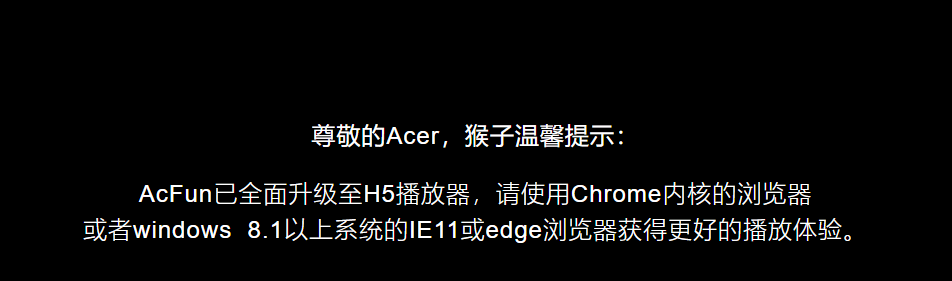 尊敬的Acer，猴子温馨提示：
AcFun已全面升级至H5播放器，请使用Chrome内核的浏览器
或者windows  8.1以上系统的IE11或edge浏览器获得更好的播放体验。